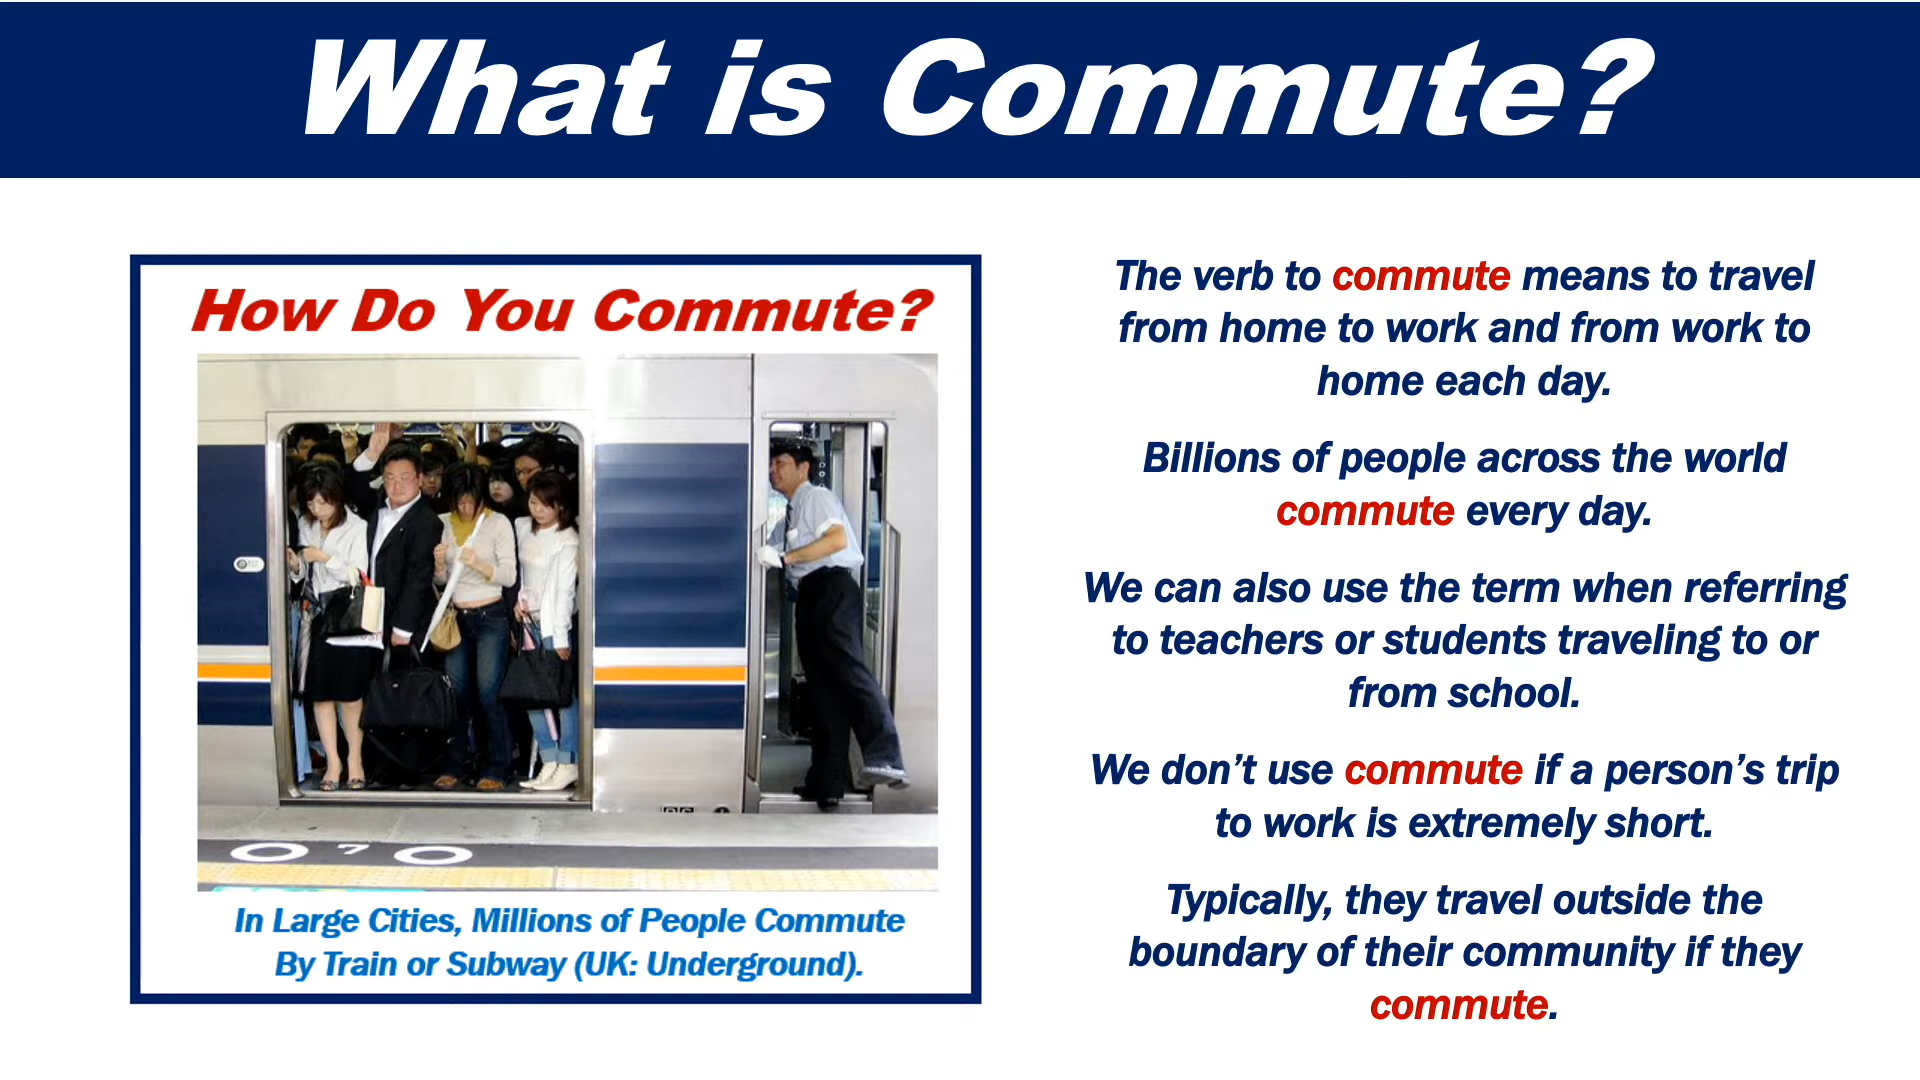 What is Commute?
How Do You Commute?
In Large Cities, Millions of People Commute
By Train or Subway (UK: Underground).
The verb to commute means to travel
from home to work and from work to
home each day.
Billions of people across the world
commute every day.
We can also use the term when referring
to teachers or students traveling to or
from school.
We don’t use commute if a person’s trip
to work is extremely short.
Typically, they travel outside the
boundary of their community if they
commute.